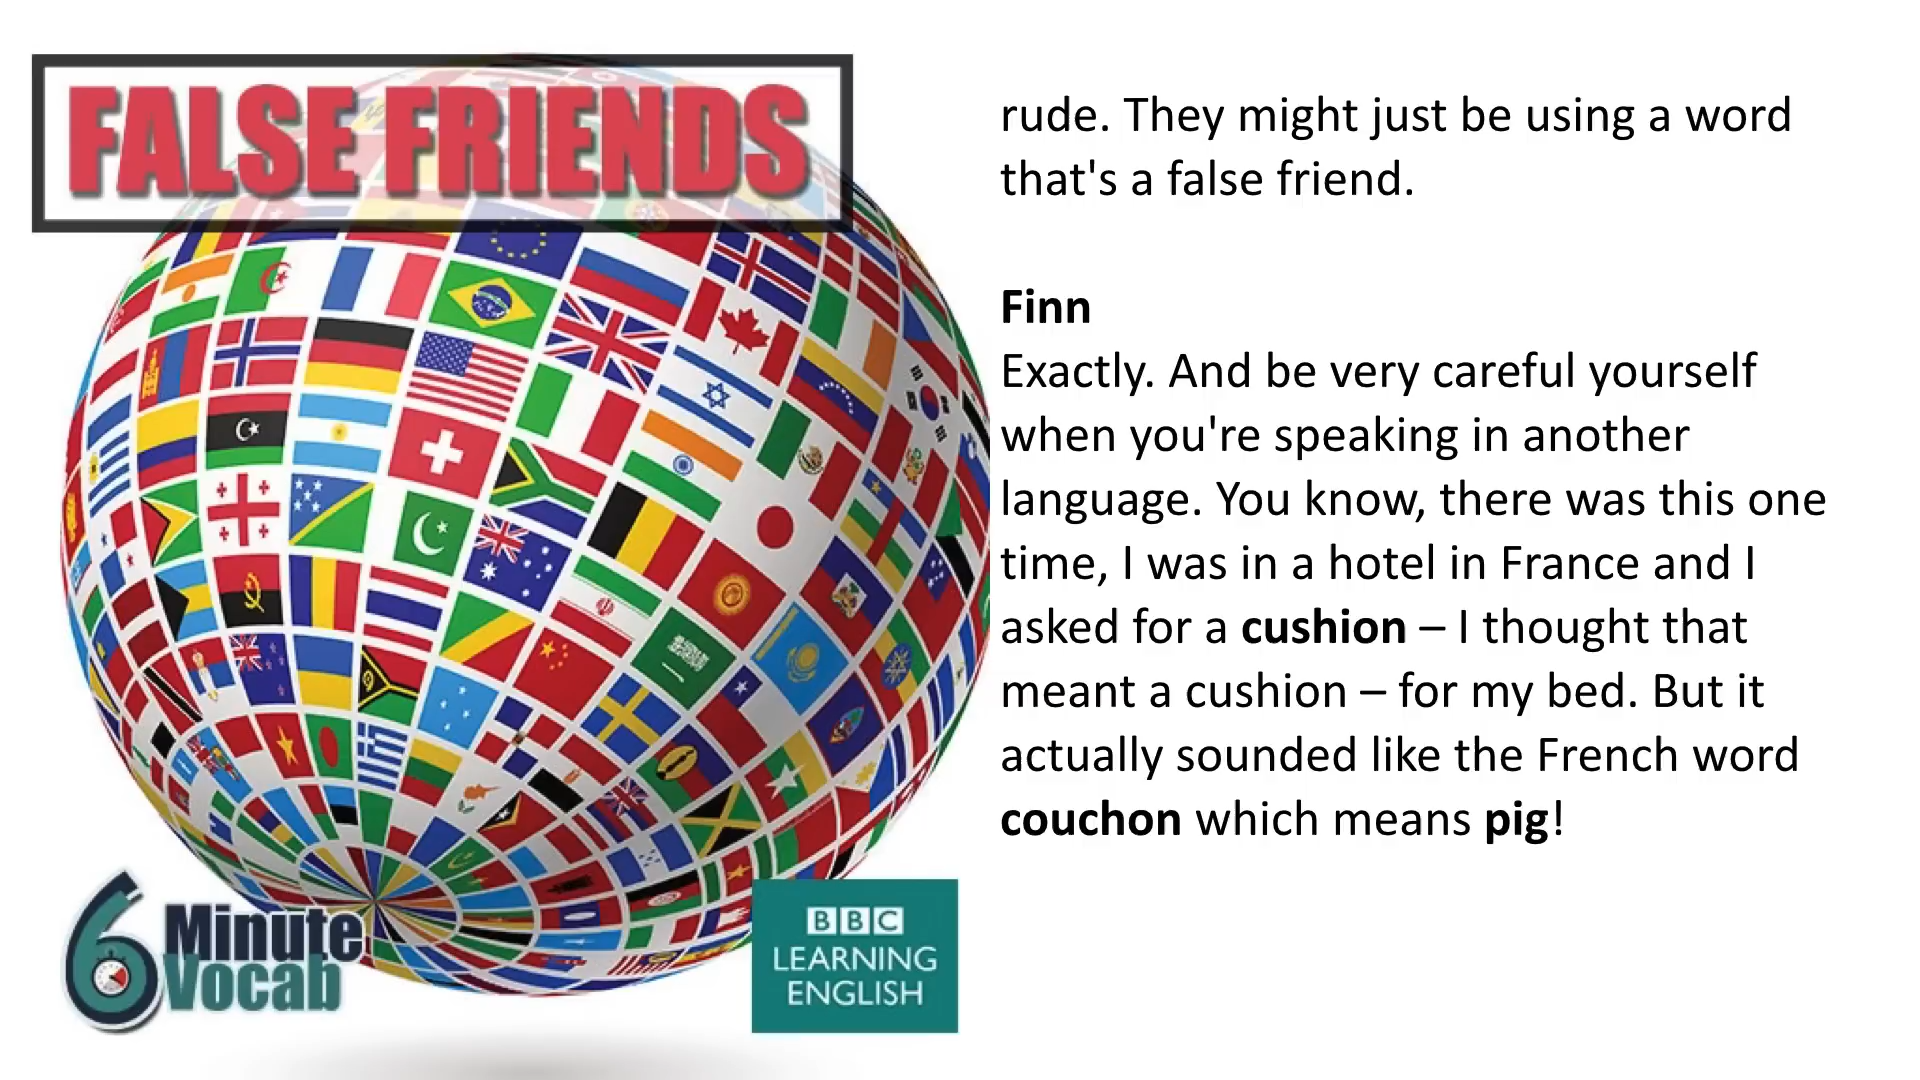 FALSE FRIENDS
rude. They might just be using a word
that's a false friend.
Finn
Exactly. And be very careful yourself
when you're speaking in another
language. You know, there was this one
time, I was in a hotel in France and I
asked for a cushion – I thought that
meant a cushion – for my bed. But it
actually sounded like the French word
couchon which means pig!
6 Minute
Vocab
BBC
LEARNING
ENGLISH